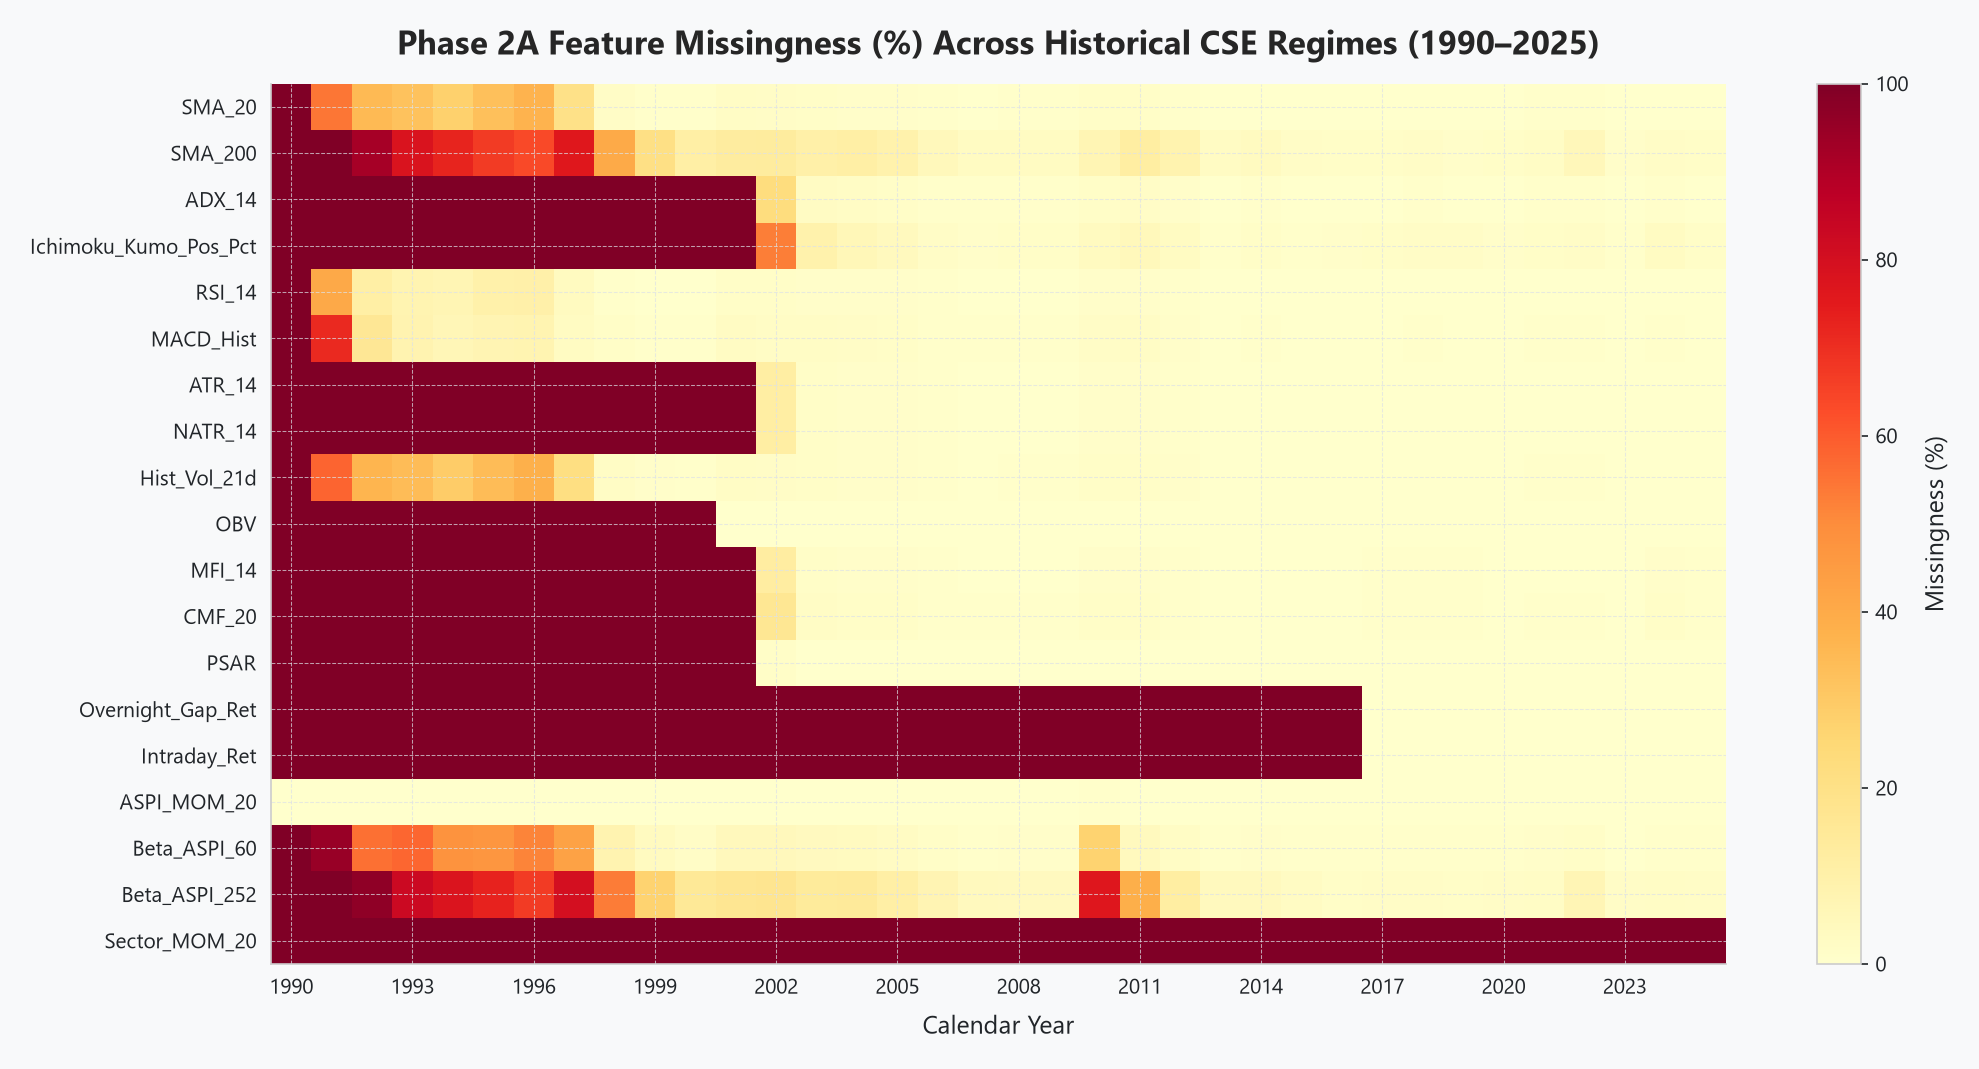 Phase 2A Feature Missingness (%) Across Historical CSE Regimes (1990–2025)
SMA_20
SMA_200
ADX_14
Ichimoku_Kumo_Pos_Pct
RSI_14
MACD_Hist
ATR_14
NATR_14
Hist_Vol_21d
OBV
MFI_14
CMF_20
PSAR
Overnight_Gap_Ret
Intraday_Ret
ASPI_MOM_20
Beta_ASPI_60
Beta_ASPI_252
Sector_MOM_20
1990 1993 1996 1999 2002 2005 2008 2011 2014 2017 2020 2023
Calendar Year
100
80
60
40
20
0
Missingness (%)